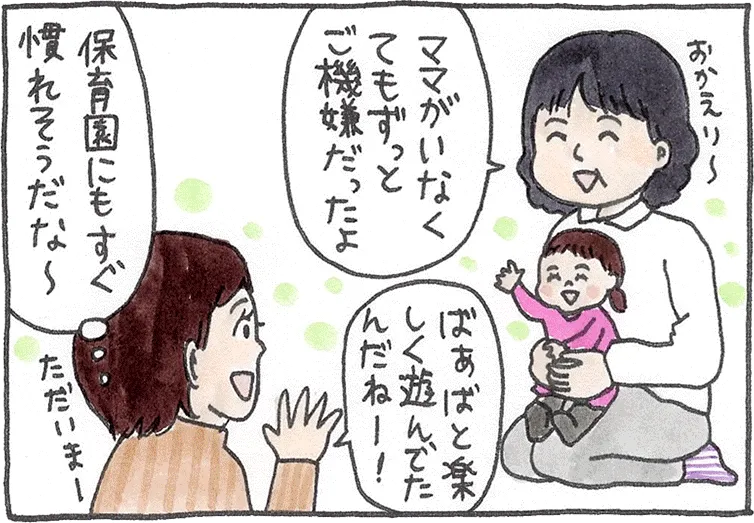 おかえり〜
ママがいなく
てもずっと
ご機嫌だったよ
ばぁばと楽
しく遊んでた
んだねー!
保育園にもすぐ
慣れそうだな〜
ただいまー